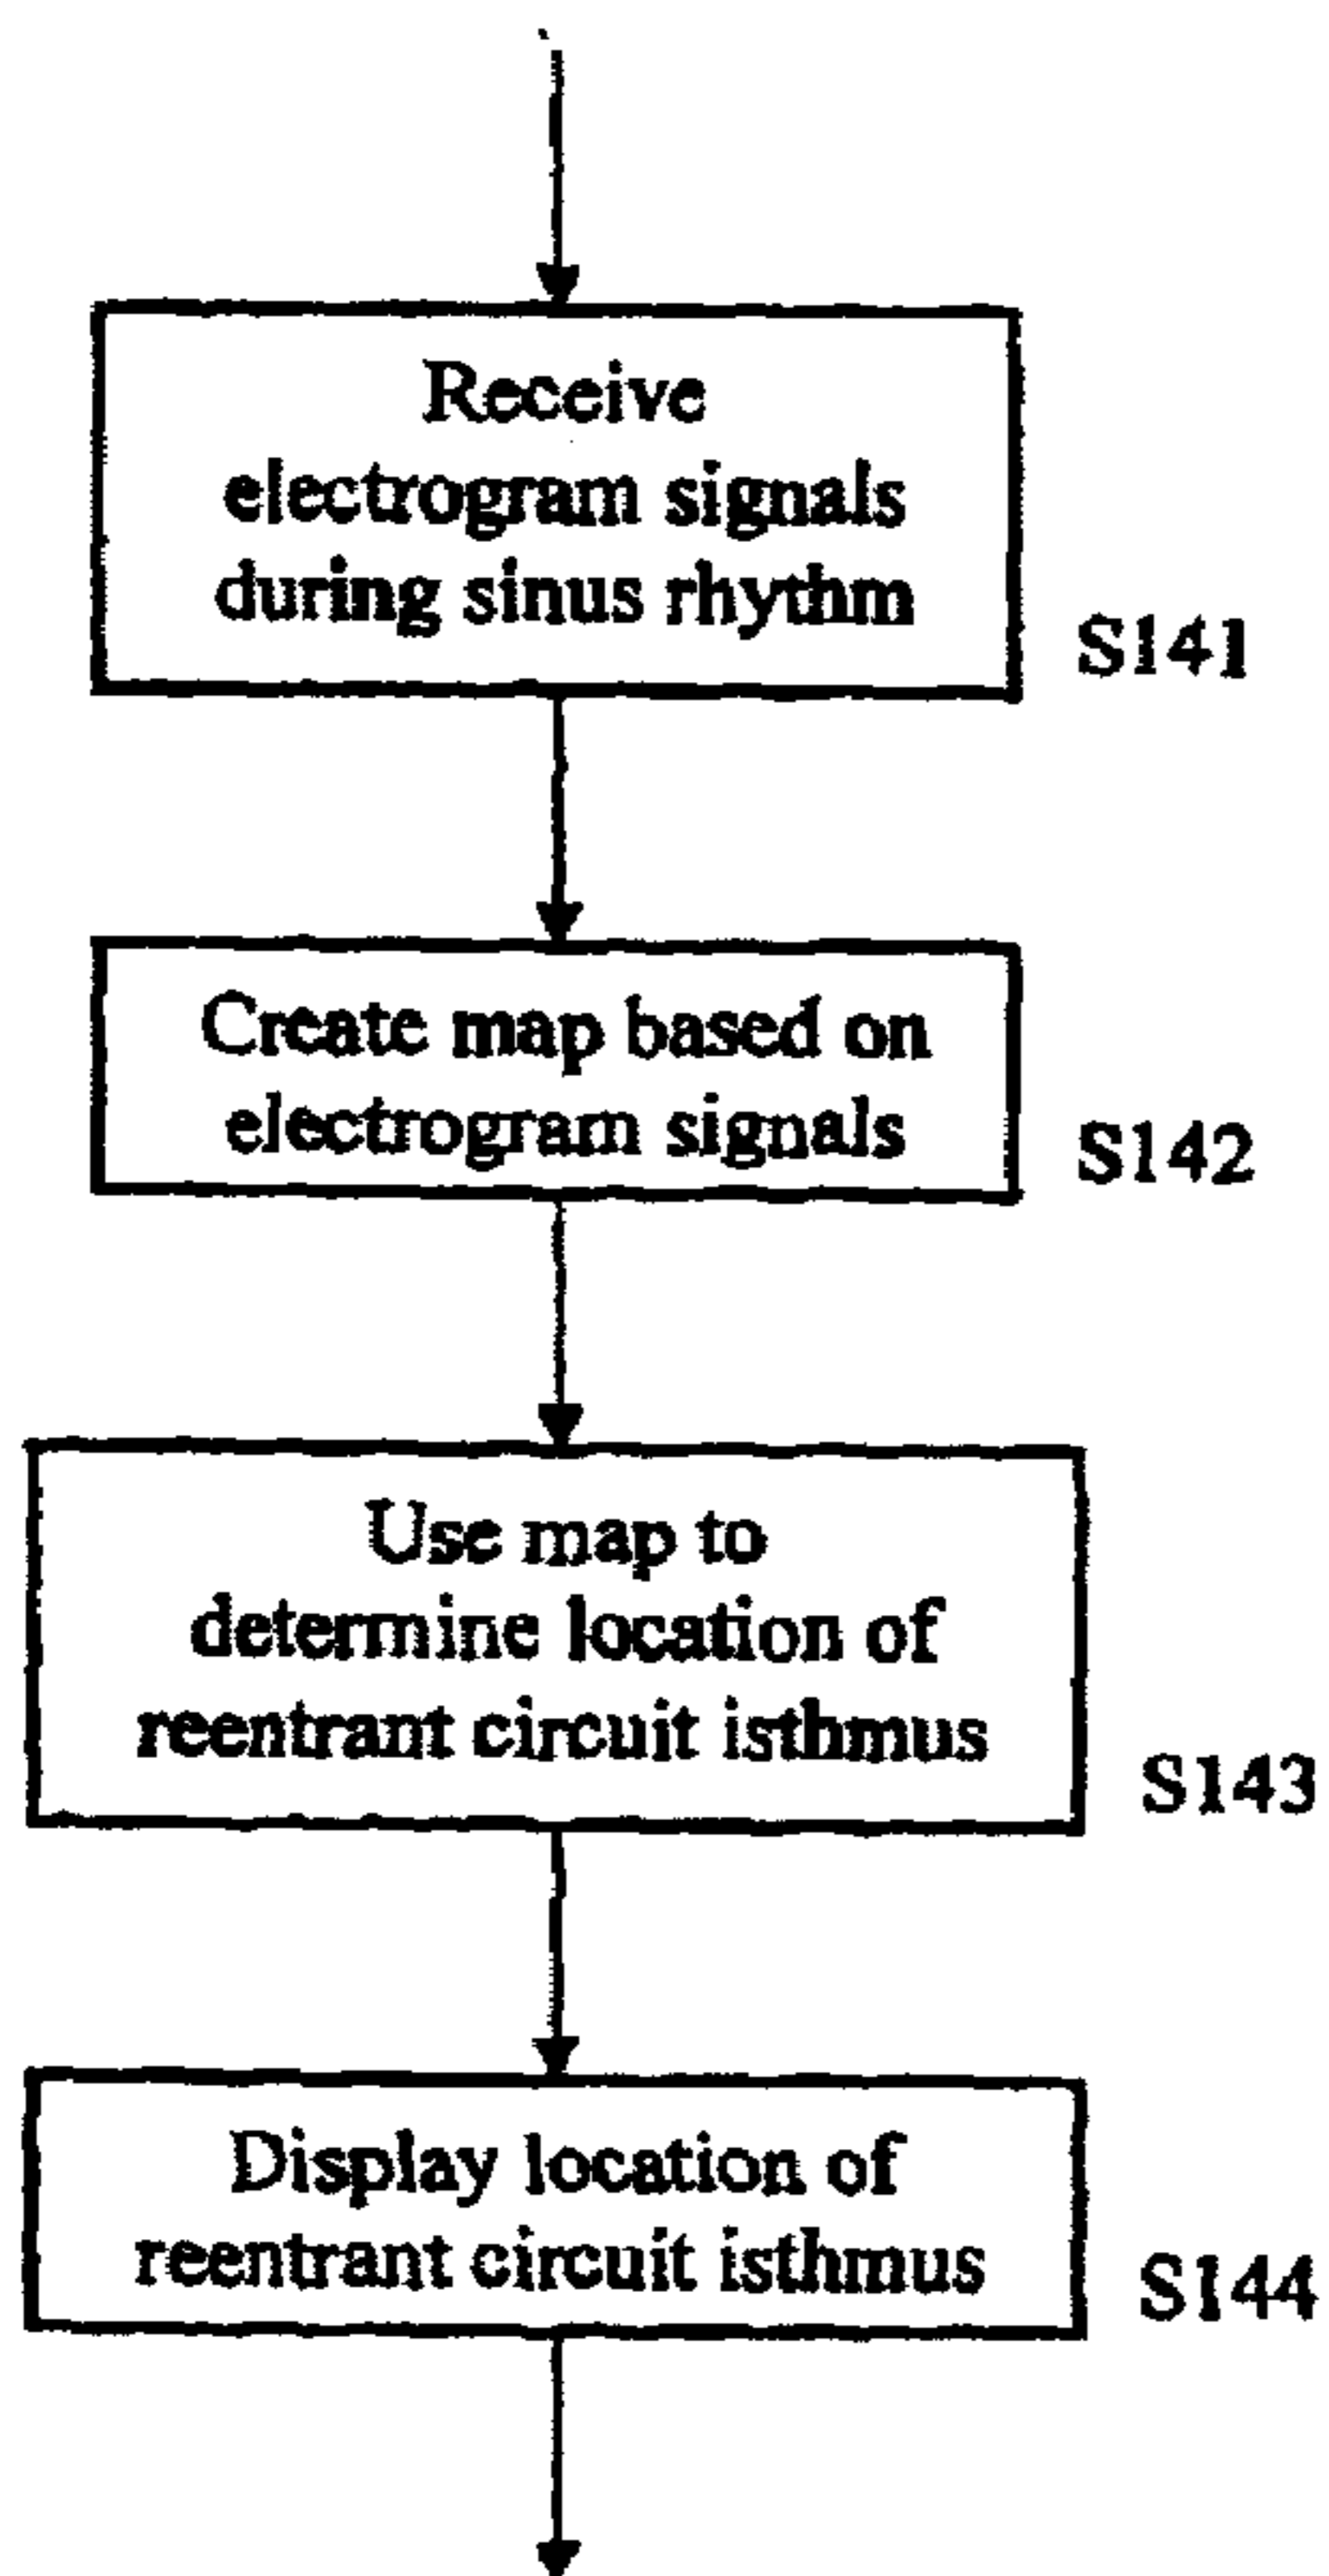 Receive
electrogram signals
during sinus rhythm
S141
Create map based on
electrogram signals
S142
Use map to
determine location of
reentrant circuit isthmus
S143
Display location of
reentrant circuit isthmus
S144